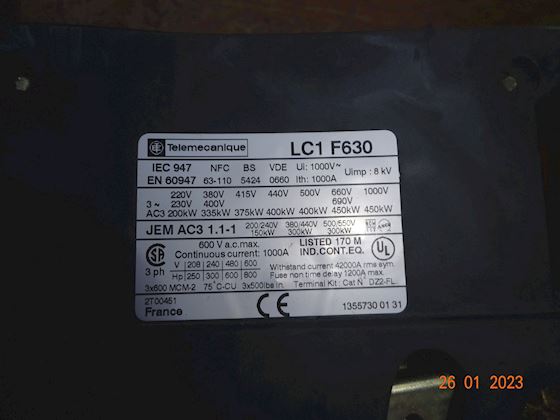 Telemecanique LC1 F630
IEC 947 NFC BS VDE Ui: 1000V~ Uimp: 8 kV
EN 60947 63-110 5424 0660 Ith: 1000A
220V 380V 415V 440V 500V 660V 1000V
3~ 230V 400V 690V
AC3 200kW 335kW 375kW 400kW 400kW 450kW 450kW
JEM AC3 1.1-1 200/240V 380/440V 500/550V
150kW 300kW 300kW
600 V a.c.max. LISTED 170 M
Continuous current: 1000A IND.CONT.EQ.
3 ph V 208 240 480 600 Withstand current 42000A rms sym.
Hp 250 300 600 800 Fuse non time delay 1200A max.
3x600 MCM-2 75°C-CU 3x500lbs in. Terminal Kit: Cat N° DZ2-FL.
2T00451
France CE 1355730 01 31
26 01 2023